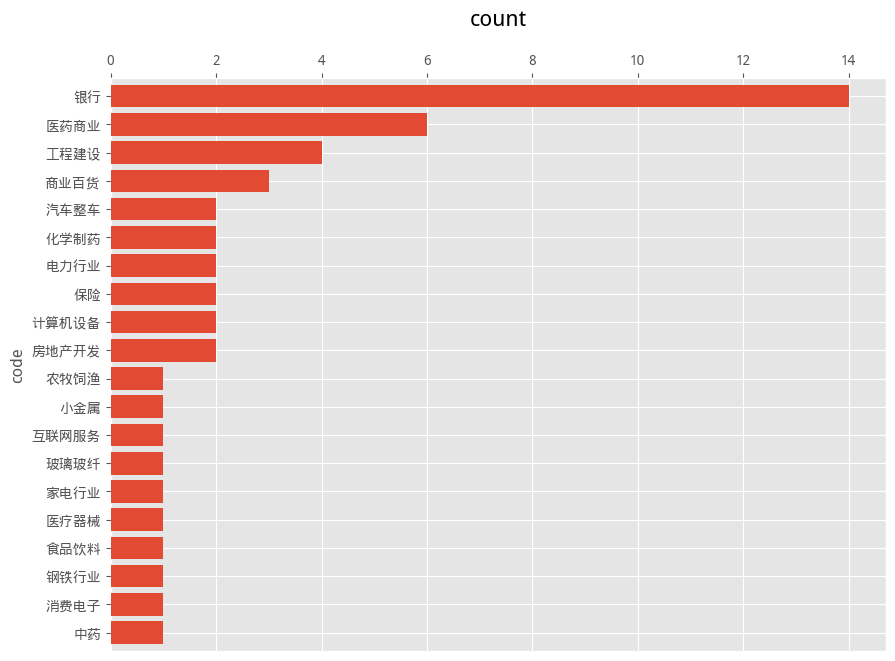 count
0 2 4 6 8 10 12 14
银行
医药商业
工程建设
商业百货
汽车整车
化学制药
电力行业
保险
计算机设备
房地产开发
code
农牧饲渔
小金属
互联网服务
玻璃玻纤
家电行业
医疗器械
食品饮料
钢铁行业
消费电子
中药